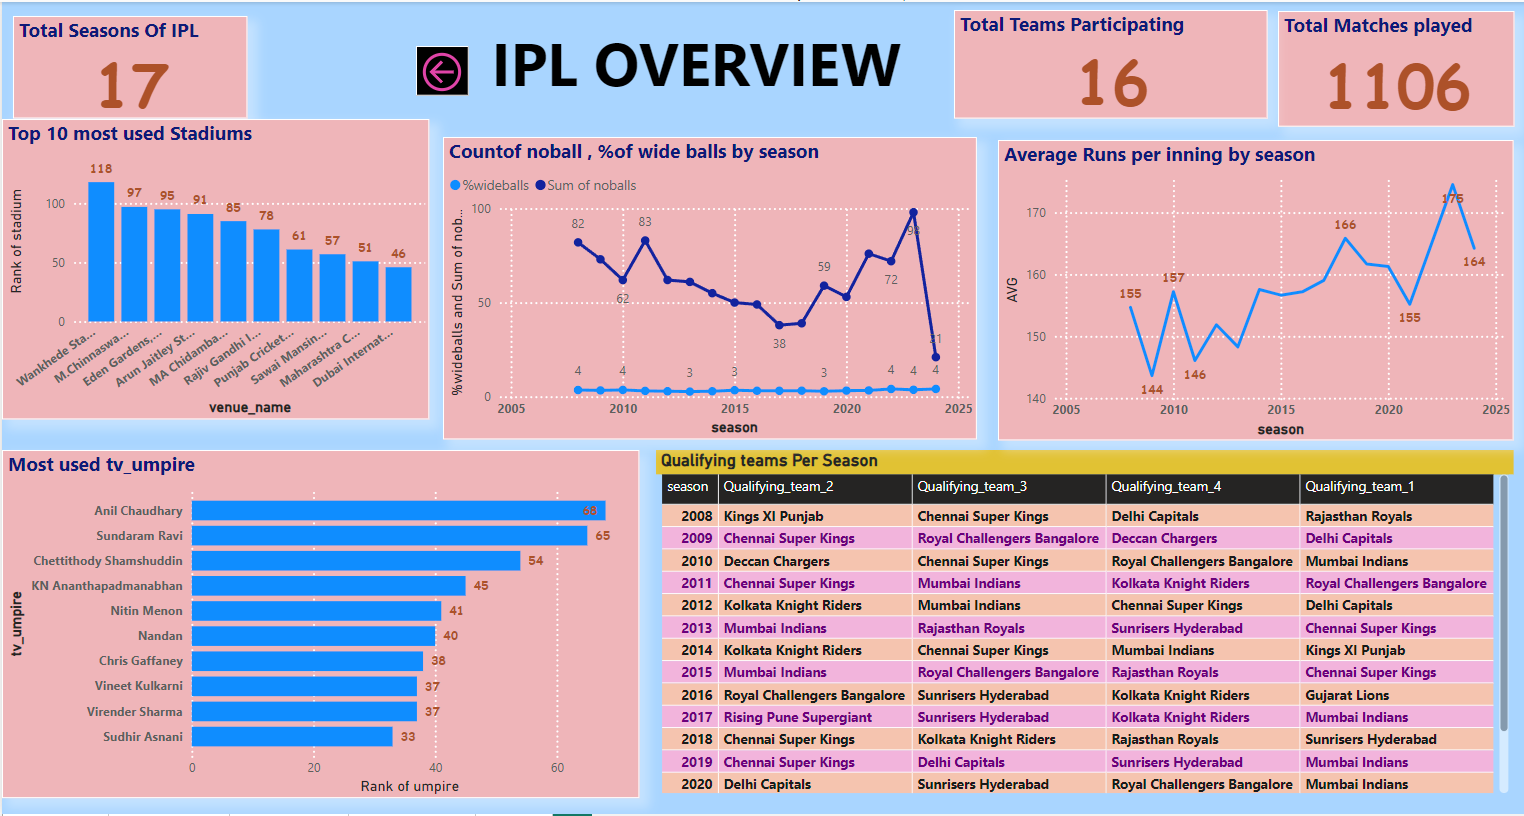 Total Seasons Of IPL
17
IPL OVERVIEW
Total Teams Participating
16
Total Matches played
1106
Top 10 most used Stadiums
Rank of stadium
100
50
0
118
97
95
91
85
78
61
57
51
46
Wankhede Sta...
M.Chinnaswa...
Eden Gardens,...
Arun Jaitley St...
MA Chidamba...
Rajiv Gandhi I...
Punjab Cricket...
Sawai Mansin...
Maharashtra C...
Dubai Internat...
venue_name
Countof noball , %of wide balls by season
%wideballs Sum of noballs
%wideballs and Sum of nob...
100
50
0
82
62
83
38
59
72
98
21
4
4
3
3
3
4
4
4
2005 2010 2015 2020 2025
season
Average Runs per inning by season
AVG
170
160
150
140
155
144
157
146
166
155
175
164
2005 2010 2015 2020 2025
season
Most used tv_umpire
tv_umpire
Anil Chaudhary 68
Sundaram Ravi 65
Chettithody Shamshuddin 54
KN Ananthapadmanabhan 45
Nitin Menon 41
Nandan 40
Chris Gaffaney 38
Vineet Kulkarni 37
Virender Sharma 37
Sudhir Asnani 33
0 20 40 60
Rank of umpire
Qualifying teams Per Season
season Qualifying_team_2 Qualifying_team_3 Qualifying_team_4 Qualifying_team_1
2008 Kings XI Punjab Chennai Super Kings Delhi Capitals Rajasthan Royals
2009 Chennai Super Kings Royal Challengers Bangalore Deccan Chargers Delhi Capitals
2010 Deccan Chargers Chennai Super Kings Royal Challengers Bangalore Mumbai Indians
2011 Chennai Super Kings Mumbai Indians Kolkata Knight Riders Royal Challengers Bangalore
2012 Kolkata Knight Riders Mumbai Indians Chennai Super Kings Delhi Capitals
2013 Mumbai Indians Rajasthan Royals Sunrisers Hyderabad Chennai Super Kings
2014 Kolkata Knight Riders Chennai Super Kings Mumbai Indians Kings XI Punjab
2015 Mumbai Indians Royal Challengers Bangalore Rajasthan Royals Chennai Super Kings
2016 Royal Challengers Bangalore Sunrisers Hyderabad Kolkata Knight Riders Gujarat Lions
2017 Rising Pune Supergiant Sunrisers Hyderabad Kolkata Knight Riders Mumbai Indians
2018 Chennai Super Kings Kolkata Knight Riders Rajasthan Royals Sunrisers Hyderabad
2019 Chennai Super Kings Delhi Capitals Sunrisers Hyderabad Mumbai Indians
2020 Delhi Capitals Sunrisers Hyderabad Royal Challengers Bangalore Mumbai Indians